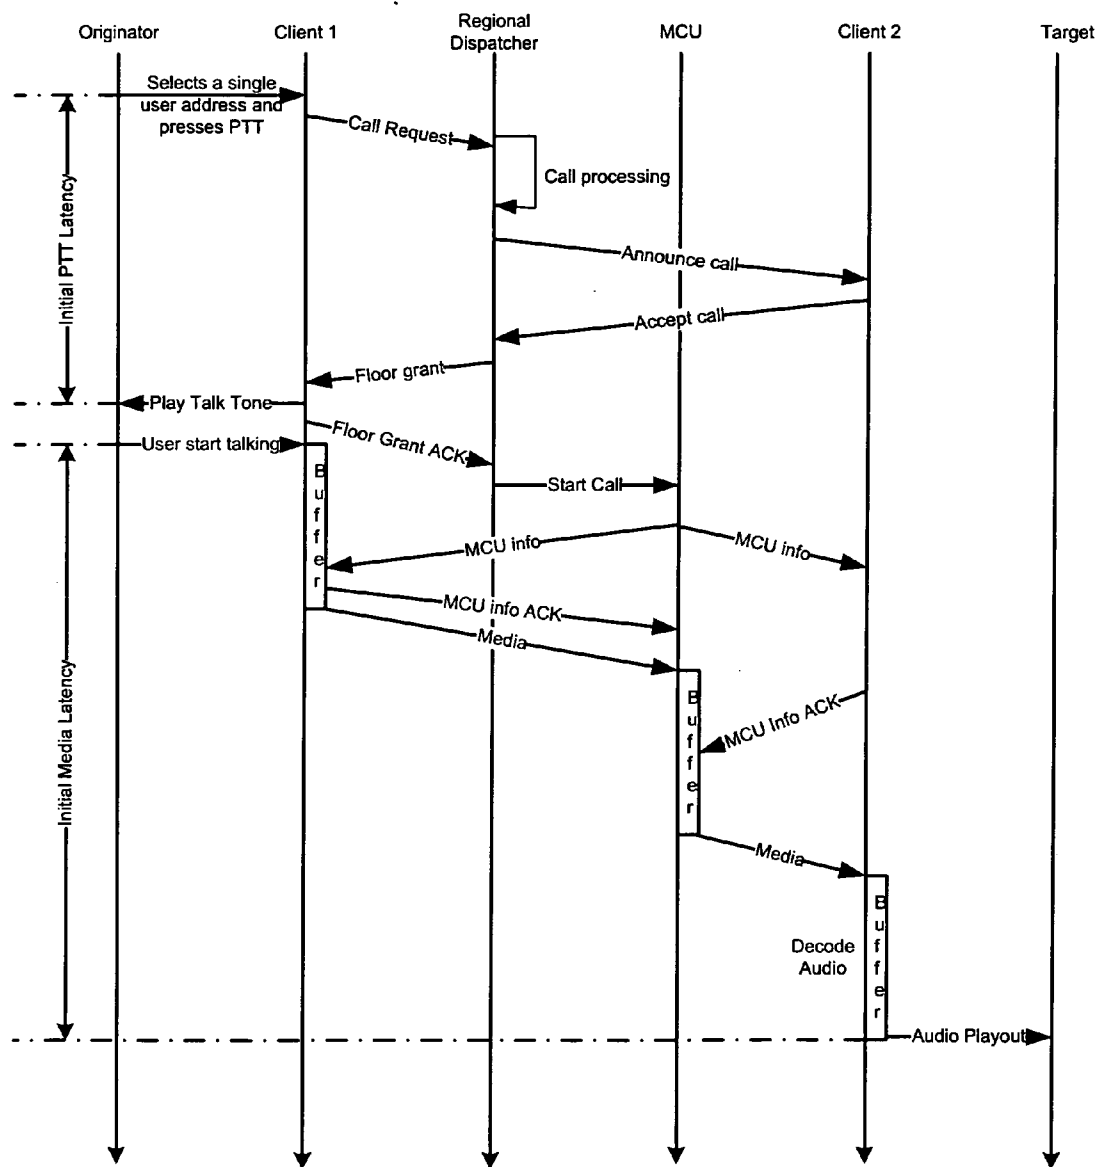 Originator
Client 1
Regional
Dispatcher
MCU
Client 2
Target
Selects a single
user address and
presses PTT
Call Request
Call processing
Initial PTT Latency
Announce call
Accept call
Floor grant
Play Talk Tone
Floor Grant ACK
User start talking
Buffer
Start Call
MCU info
MCU info
MCU info ACK
Media
Initial Media Latency
Buffer
MCU Info ACK
Media
Buffer
Decode
Audio
Audio Playout